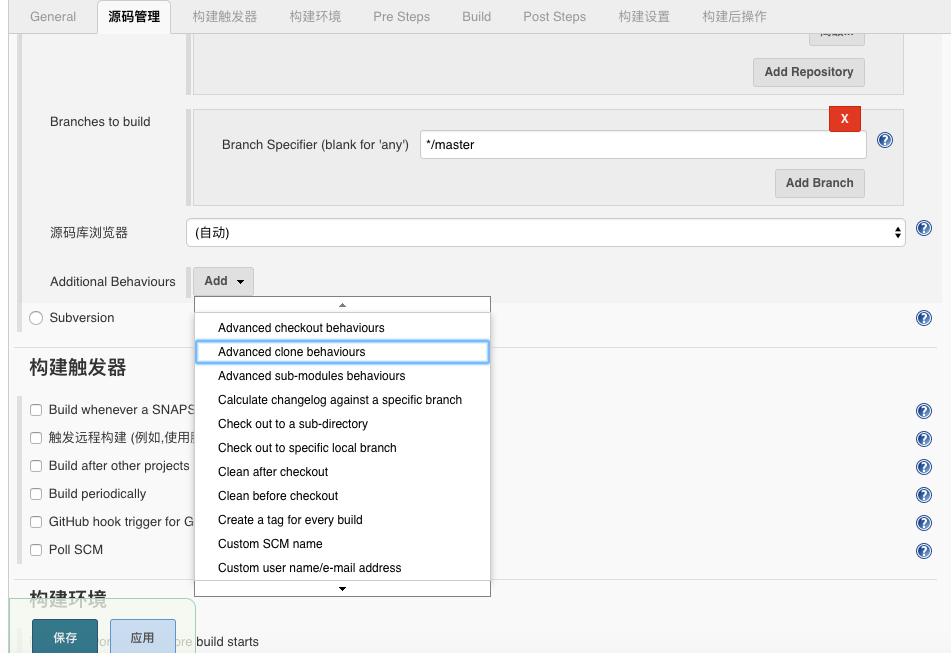 General 源码管理 构建触发器 构建环境 Pre Steps Build Post Steps 构建设置 构建后操作
Add Repository
Branches to build
X
Branch Specifier (blank for 'any') */master
Add Branch
源码库浏览器 (自动)
Additional Behaviours Add
Subversion
Advanced checkout behaviours
Advanced clone behaviours
Advanced sub-modules behaviours
Calculate changelog against a specific branch
Check out to a sub-directory
Check out to specific local branch
Clean after checkout
Clean before checkout
Create a tag for every build
Custom SCM name
Custom user name/e-mail address
构建触发器
Build whenever a SNAPS
触发远程构建 (例如,使用
Build after other projects
Build periodically
GitHub hook trigger for G
Poll SCM
构建环境
build starts
保存 应用